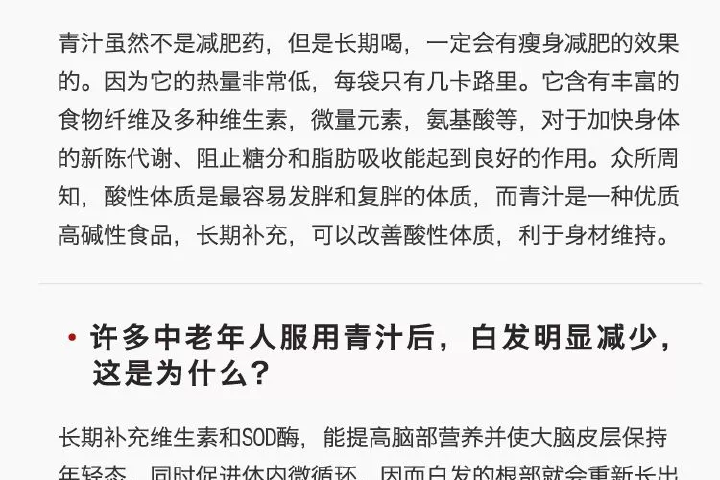 青汁虽然不是减肥药，但是长期喝，一定会有瘦身减肥的效果
的。因为它的热量非常低，每袋只有几卡路里。它含有丰富的
食物纤维及多种维生素，微量元素，氨基酸等，对于加快身体
的新陈代谢、阻止糖分和脂肪吸收能起到良好的作用。众所周
知，酸性体质是最容易发胖和复胖的体质，而青汁是一种优质
高碱性食品，长期补充，可以改善酸性体质，利于身材维持。
• 许多中老年人服用青汁后，白发明显减少，
这是为什么？
长期补充维生素和SOD酶，能提高脑部营养并使大脑皮层保持
年轻态，同时促进体内微循环，因而白发的根部就会重新长出